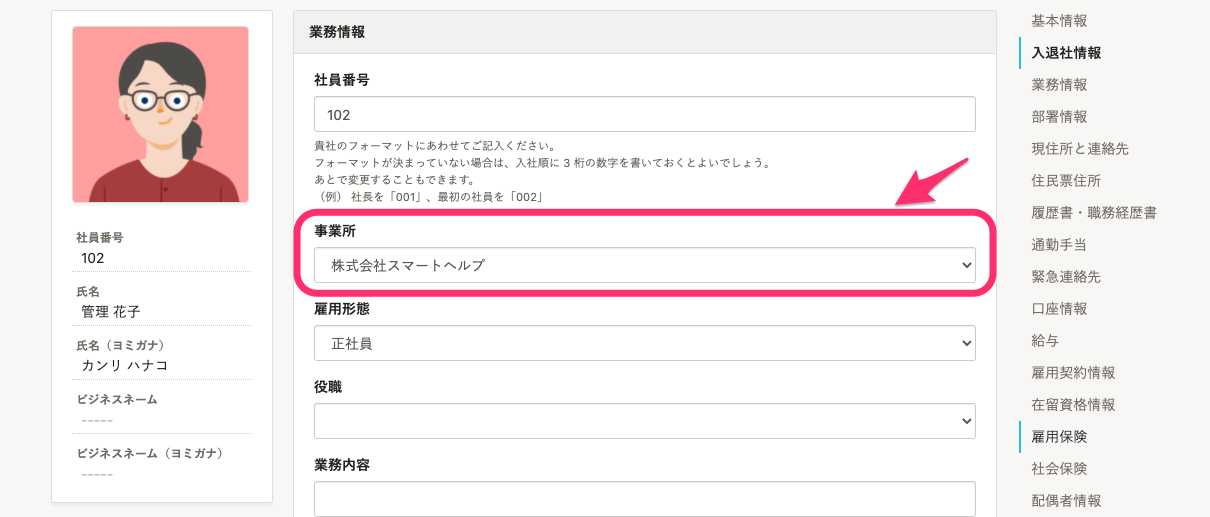 社員番号
102
氏名
管理 花子
氏名（ヨミガナ）
カンリ ハナコ
ビジネスネーム
-----
ビジネスネーム（ヨミガナ）
-----
業務情報
社員番号
102
貴社のフォーマットにあわせてご記入ください。
フォーマットが決まっていない場合は、入社順に 3 桁の数字を書いておくとよいでしょう。
あとで変更することもできます。
（例） 社長を「001」、最初の社員を「002」
事業所
株式会社スマートヘルプ
雇用形態
正社員
役職
業務内容
基本情報
入退社情報
業務情報
部署情報
現住所と連絡先
住民票住所
履歴書・職務経歴書
通勤手当
緊急連絡先
口座情報
給与
雇用契約情報
在留資格情報
雇用保険
社会保険
配偶者情報